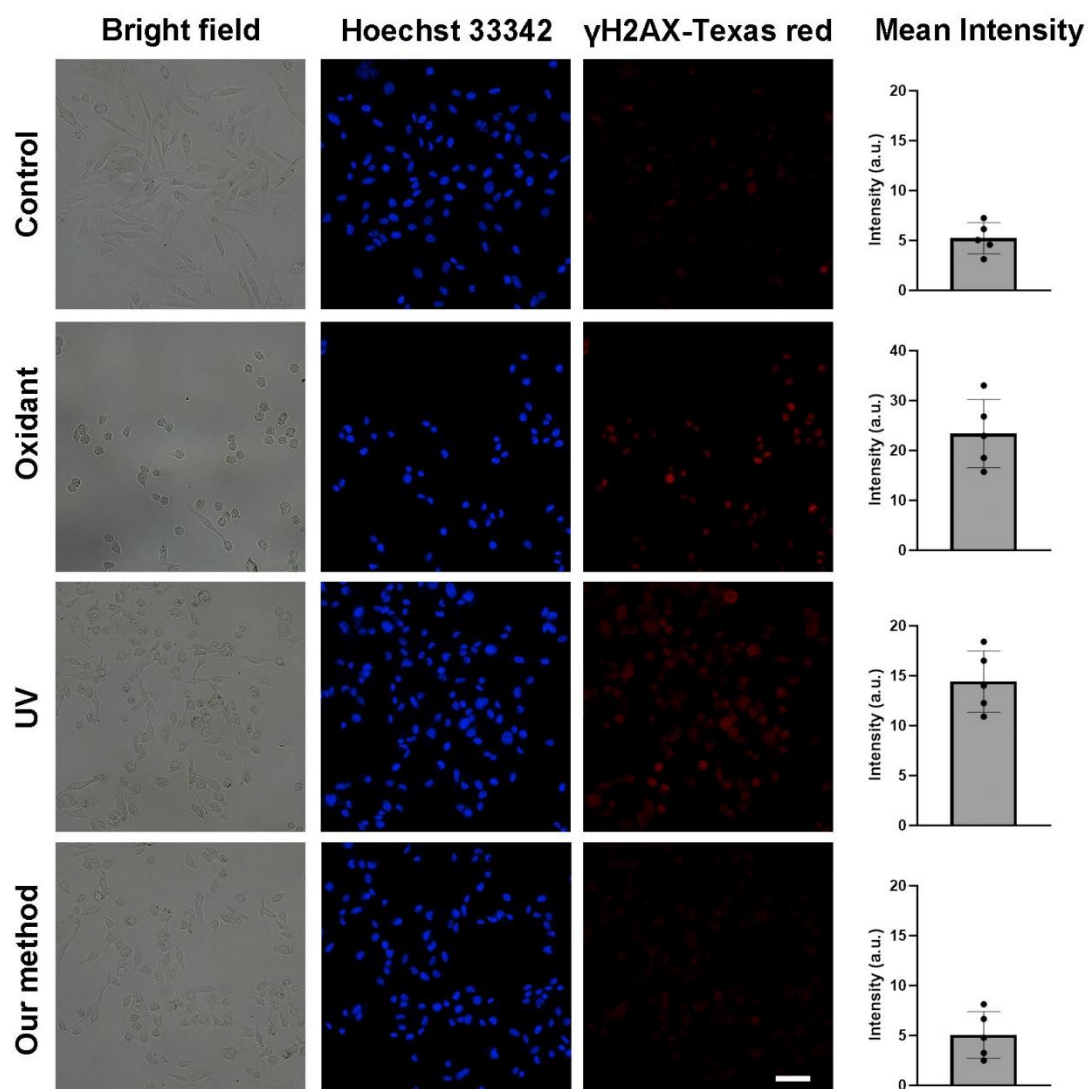 Bright field
Hoechst 33342
γH2AX-Texas red
Mean Intensity
Control
Intensity (a.u.)
20
15
10
5
0
Oxidant
Intensity (a.u.)
40
30
20
10
0
UV
Intensity (a.u.)
20
15
10
5
0
Our method
Intensity (a.u.)
20
15
10
5
0